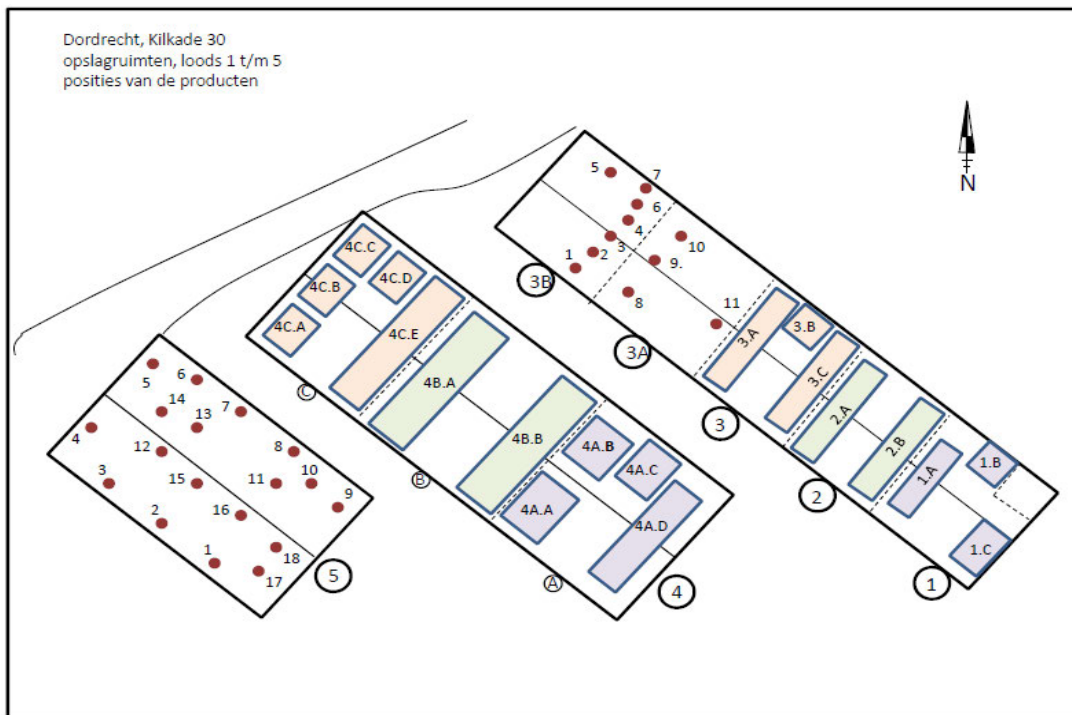 Dordrecht, Kilkade 30
opslagruimten, loods 1 t/m 5
posities van de producten
N
5
7
6
4
3
2
1
10
9.
8
11
3B
3A
3.A
3.B
3.C
3
2.A
2.B
2
1.A
1.B
1.C
1
4C.C
4C.D
4C.B
4C.A
4C.E
C
4B.A
4B.B
B
4A.B
4A.C
4A.A
4A.D
A
4
5
6
14
13
7
4
12
8
3
15
11
10
9
2
16
1
18
17
5